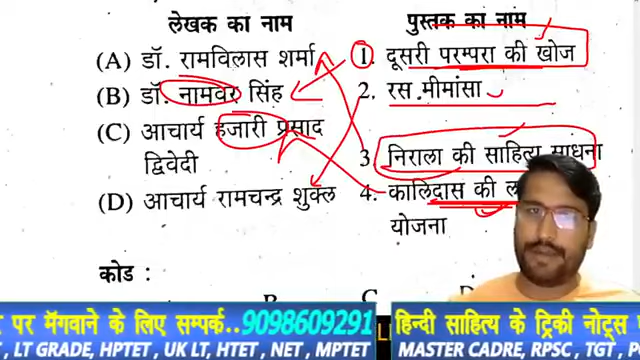 लेखक का नाम पुस्तक का नाम
(A) डॉ. रामविलास शर्मा 1. दूसरी परम्परा की खोज
(B) डॉ. नामवर सिंह 2. रस मीमांसा
(C) आचार्य हजारी प्रसाद 3 निराला की साहित्य साधना
द्विवेदी 4. कालिदास की
(D) आचार्य रामचन्द्र शुक्ल योजना
कोड :
पर मॅगवाने के लिए सम्पर्क..9098609291 हिन्दी साहित्य के ट्रिकी नोट्स
LT GRADE, HPTET, UK LT, HTET, NET, MPTET MASTER CADRE, RPSC, TGT,